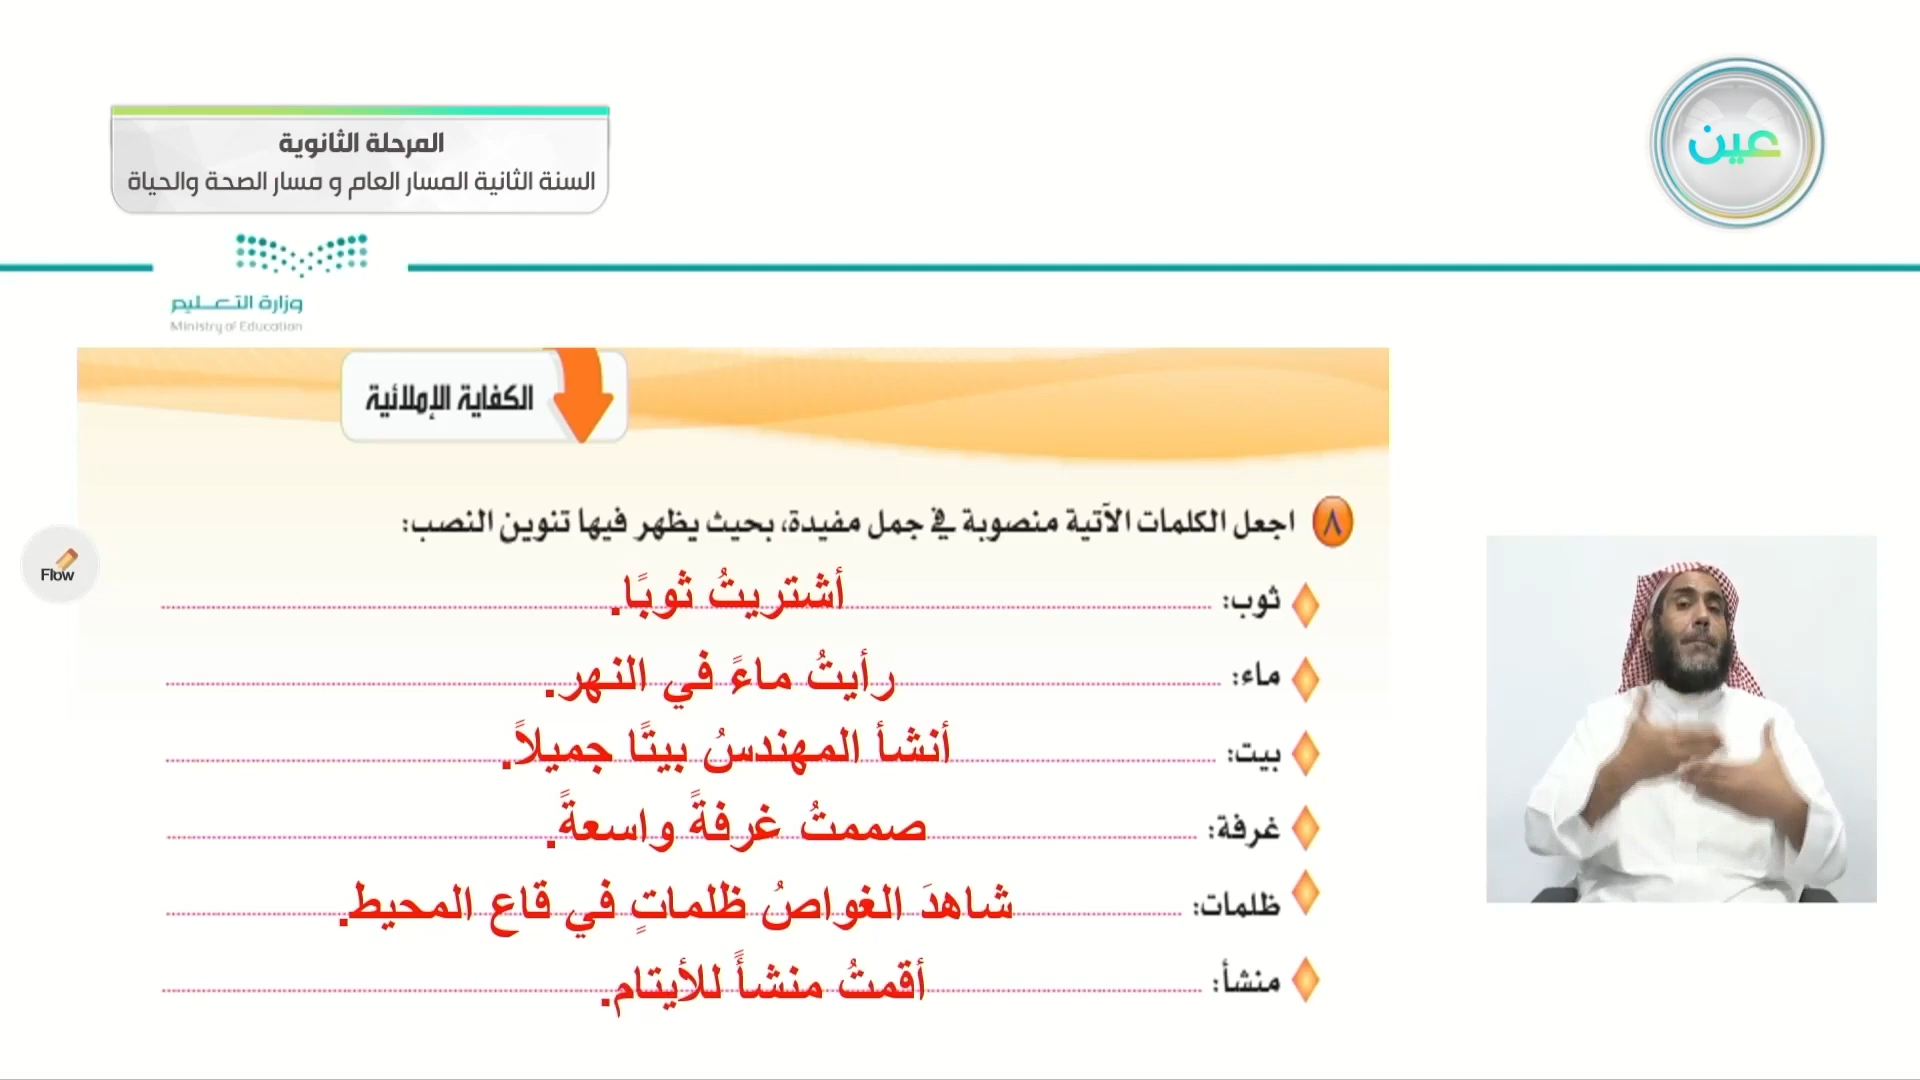 عين
المرحلة الثانوية
السنة الثانية المسار العام و مسار الصحة والحياة
وزارة التعليم
Ministry of Education
الكفاية الإملائية
٨ اجعل الكلمات الآتية منصوبة في جمل مفيدة، بحيث يظهر فيها تنوين النصب:
Flow
ثوب: أشتريتُ ثوبًا.
ماء: رأيتُ ماءً في النهر.
بيت: أنشأ المهندسُ بيتًا جميلاً.
غرفة: صممتُ غرفةً واسعةً.
ظلمات: شاهدَ الغواصُ ظلماتٍ في قاع المحيط.
منشأ: أقمتُ منشأً للأيتام.